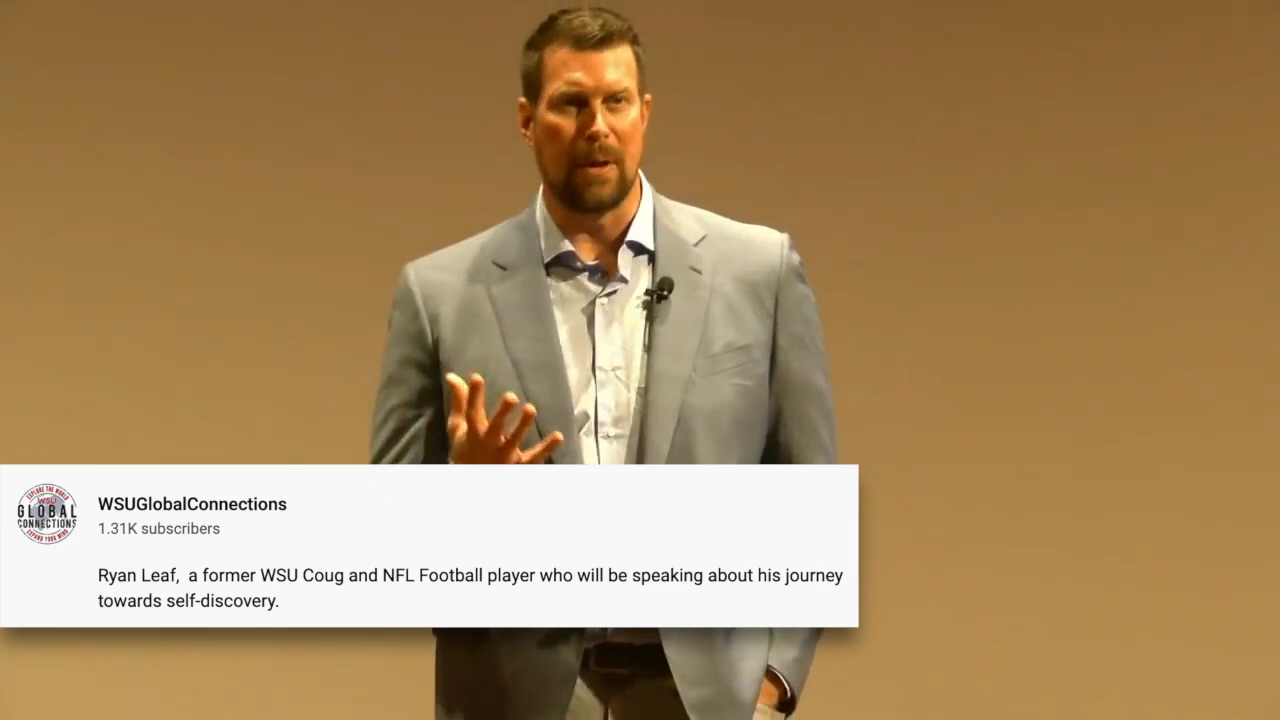 EXPLORE THE WORLD
WSU
GLOBAL
CONNECTIONS
EXPAND YOUR MIND
WSUGlobalConnections
1.31K subscribers
Ryan Leaf,  a former WSU Coug and NFL Football player who will be speaking about his journey
towards self-discovery.